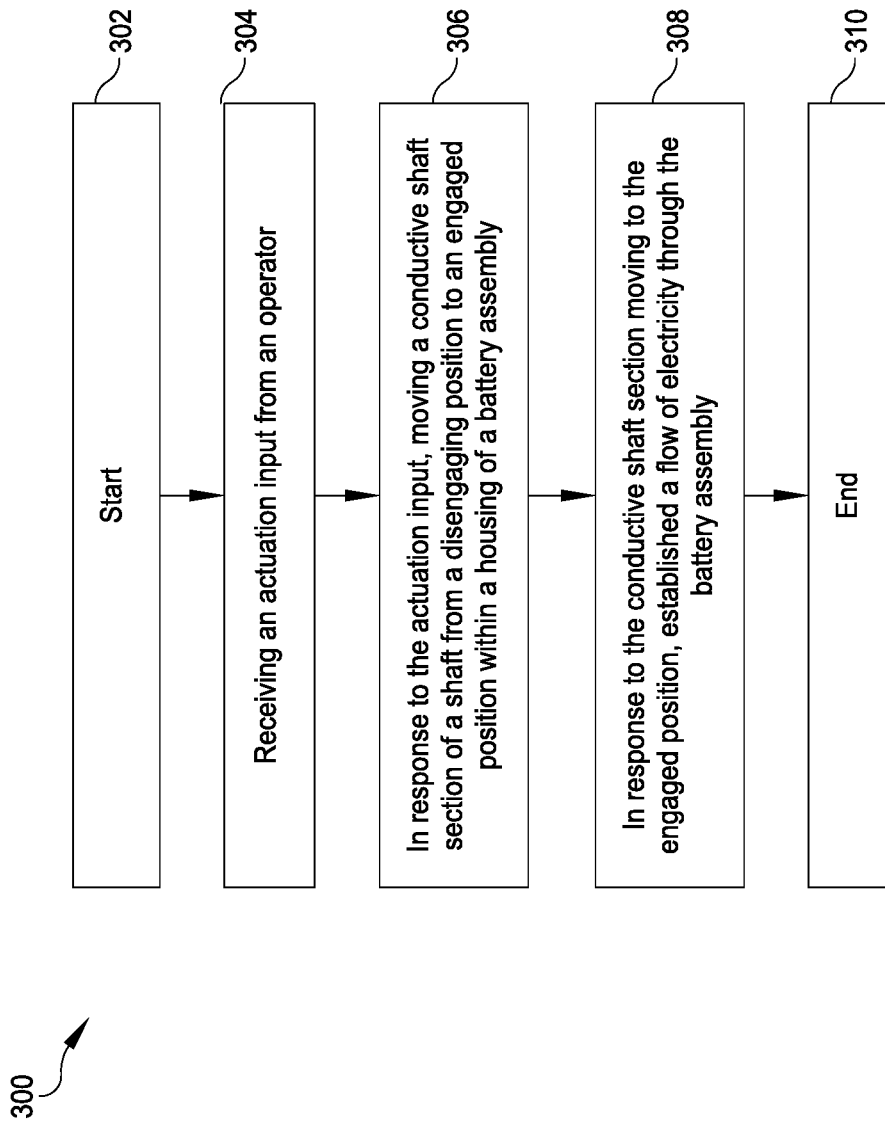 300
Start
302
Receiving an actuation input from an operator
304
In response to the actuation input, moving a conductive shaft
section of a shaft from a disengaging position to an engaged
position within a housing of a battery assembly
306
In response to the conductive shaft section moving to the
engaged position, established a flow of electricity through the
battery assembly
308
End
310